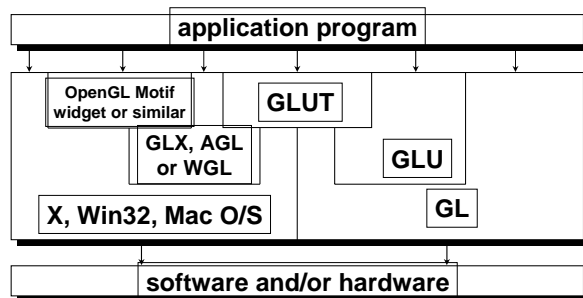 application program
OpenGL Motif
widget or similar
GLUT
GLX, AGL
or WGL
GLU
X, Win32, Mac O/S
GL
software and/or hardware